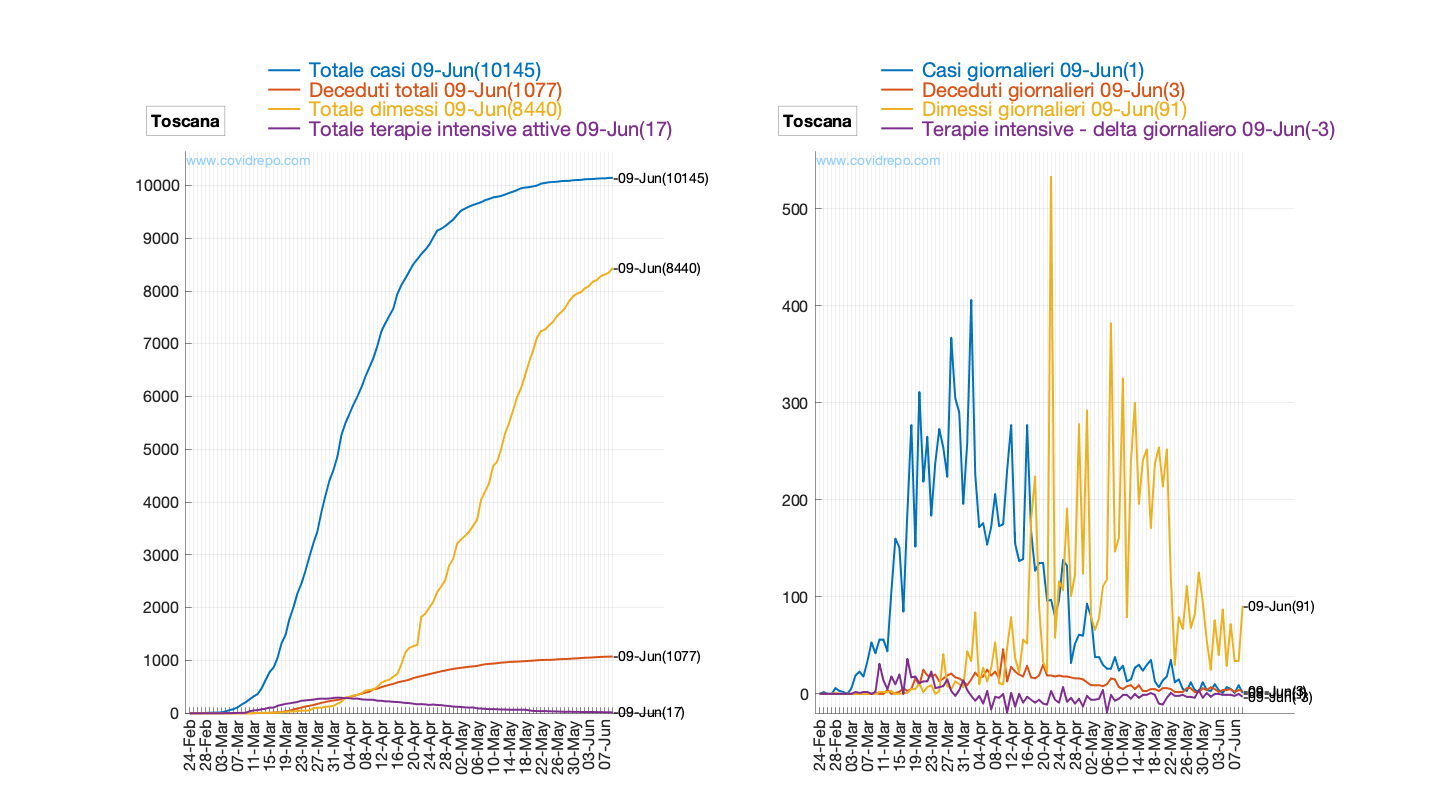 Totale casi 09-Jun(10145)
Deceduti totali 09-Jun(1077)
Totale dimessi 09-Jun(8440)
Totale terapie intensive attive 09-Jun(17)
Toscana
www.covidrepo.com
10000
9000
8000
7000
6000
5000
4000
3000
2000
1000
0
-09-Jun(10145)
-09-Jun(8440)
-09-Jun(1077)
-09-Jun(17)
24-Feb
28-Feb
03-Mar
07-Mar
11-Mar
15-Mar
19-Mar
23-Mar
27-Mar
31-Mar
04-Apr
08-Apr
12-Apr
16-Apr
20-Apr
24-Apr
28-Apr
02-May
06-May
10-May
14-May
18-May
22-May
26-May
30-May
03-Jun
07-Jun
Casi giornalieri 09-Jun(1)
Deceduti giornalieri 09-Jun(3)
Dimessi giornalieri 09-Jun(91)
Terapie intensive - delta giornaliero 09-Jun(-3)
Toscana
www.covidrepo.com
500
400
300
200
100
0
-09-Jun(91)
-09-Jun(3)
24-Feb
28-Feb
03-Mar
07-Mar
11-Mar
15-Mar
19-Mar
23-Mar
27-Mar
31-Mar
04-Apr
08-Apr
12-Apr
16-Apr
20-Apr
24-Apr
28-Apr
02-May
06-May
10-May
14-May
18-May
22-May
26-May
30-May
03-Jun
07-Jun